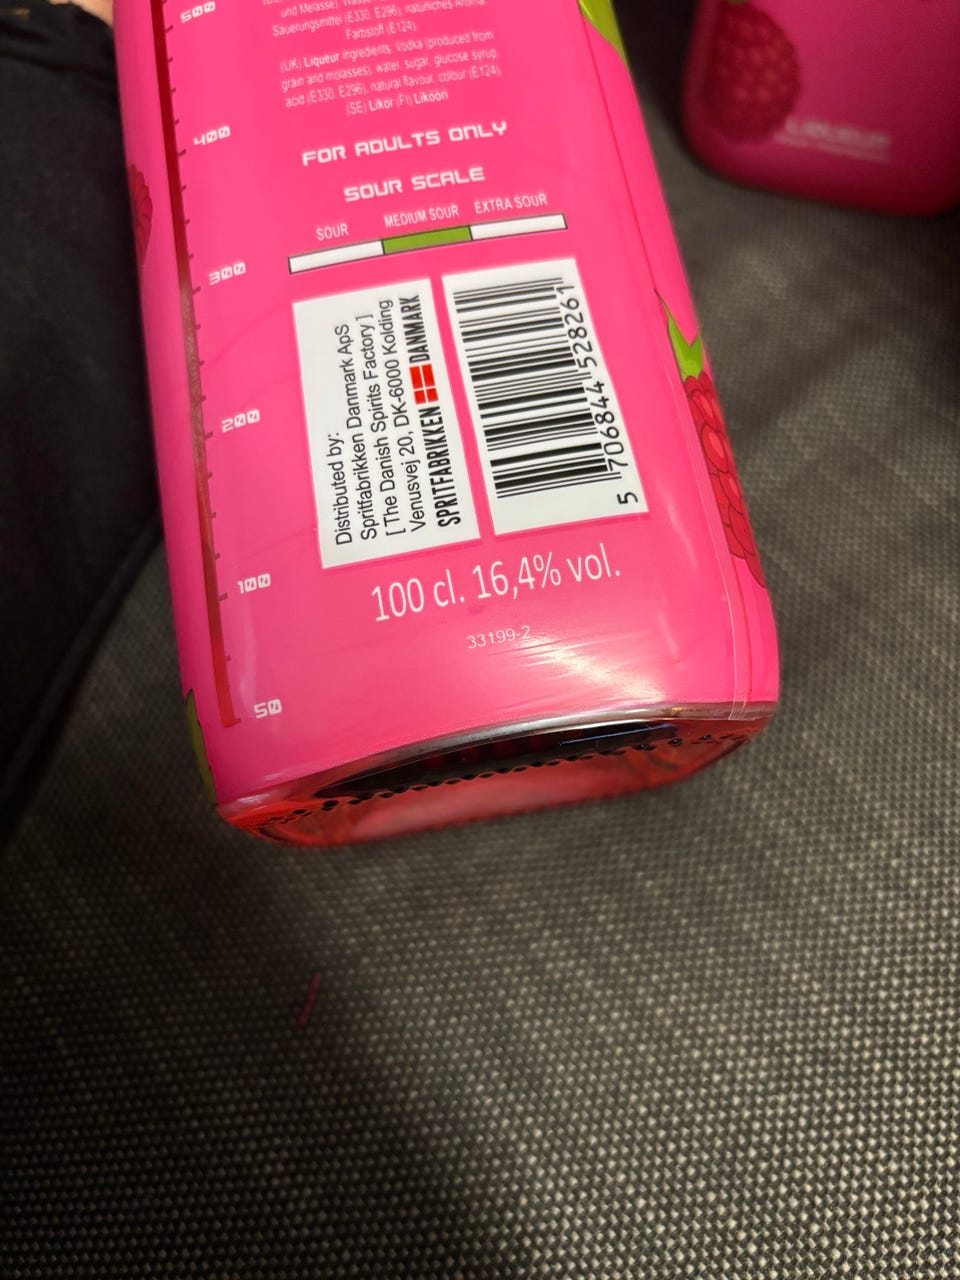 500
und Melasse), Wasser,
Säuerungsmittel (E330, E296), natürliches Aroma,
Farbstoff (E124).
(UK) Liqueur ingredients: Vodka (produced from
grain and molasses), water, sugar, glucose syrup,
acid (E330, E296), natural flavour, colour (E124).
(SE) Likör (FI) Likööri
400
FOR ADULTS ONLY
SOUR SCALE
SOUR MEDIUM SOUR EXTRA SOUR
300
Distributed by:
Spritfabrikken Danmark ApS
[ The Danish Spirits Factory ]
Venusvej 20, DK-6000 Kolding
SPRITFABRIKKEN DANMARK
5 706844 528261
200
100
100 cl. 16,4% vol.
33199-2
50
LIQUEUR